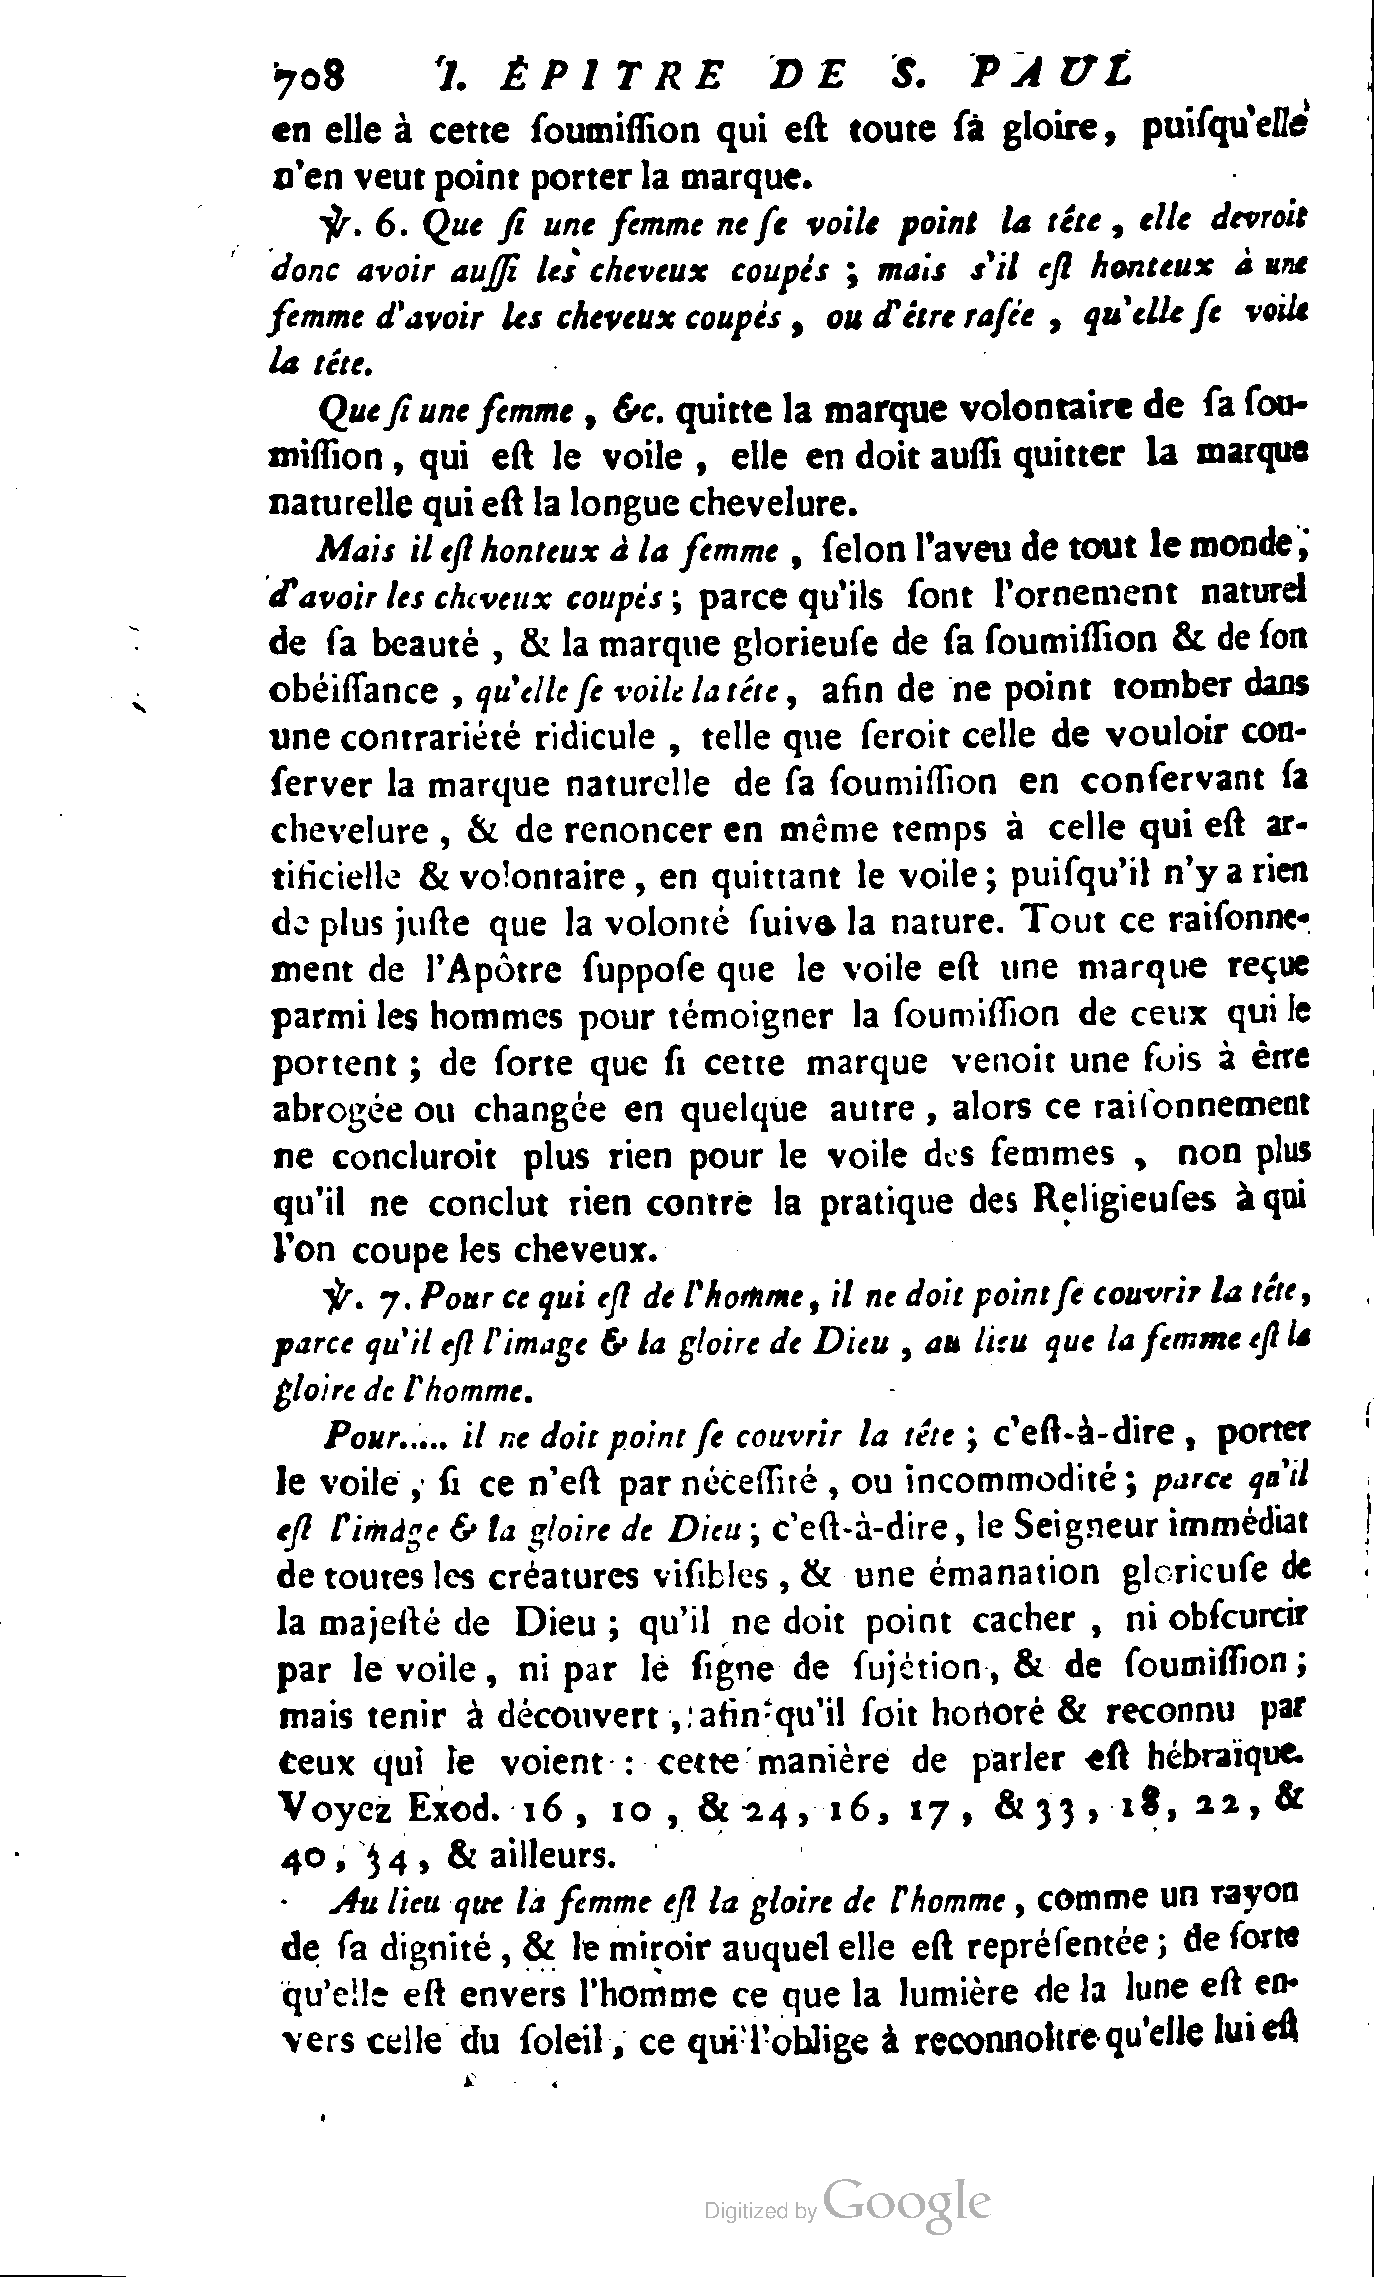 708 I. ÉPITRE DE S. PAUL
en elle à cette ſoumiſſion qui eſt toute ſa gloire, puiſqu'elle
n'en veut point porter la marque.
℣. 6. Que ſi une femme ne ſe voile point la tête, elle devroit
donc avoir auſſi les cheveux coupés ; mais s'il eſt honteux à une
femme d'avoir les cheveux coupés, ou d'être raſée, qu'elle ſe voile
la tête.
Que ſi une femme, &c. quitte la marque volontaire de ſa ſou-
miſſion, qui eſt le voile, elle en doit auſſi quitter la marque
naturelle qui eſt la longue chevelure.
Mais il eſt honteux à la femme, ſelon l'aveu de tout le monde ;
d'avoir les cheveux coupés ; parce qu'ils ſont l'ornement naturel
de ſa beauté, & la marque glorieuſe de ſa ſoumiſſion & de ſon
obéiſſance, qu'elle ſe voile la tête, afin de ne point tomber dans
une contrariété ridicule, telle que ſeroit celle de vouloir con-
ſerver la marque naturelle de ſa ſoumiſſion en conſervant ſa
chevelure, & de renoncer en même temps à celle qui eſt ar-
tificielle & volontaire, en quittant le voile ; puiſqu'il n'y a rien
de plus juſte que la volonté ſuive la nature. Tout ce raiſonne-
ment de l'Apôtre ſuppoſe que le voile eſt une marque reçue
parmi les hommes pour témoigner la ſoumiſſion de ceux qui le
portent ; de ſorte que ſi cette marque venoit une fois à être
abrogée ou changée en quelque autre, alors ce raiſonnement
ne concluroit plus rien pour le voile des femmes, non plus
qu'il ne conclut rien contre la pratique des Religieuſes à qui
l'on coupe les cheveux.
℣. 7. Pour ce qui eſt de l'homme, il ne doit point ſe couvrir la tête,
parce qu'il eſt l'image & la gloire de Dieu, au lieu que la femme eſt la
gloire de l'homme.
Pour..... il ne doit point ſe couvrir la tête ; c'eſt-à-dire, porter
le voile, ſi ce n'eſt par néceſſité, ou incommodité ; parce qu'il
eſt l'image & la gloire de Dieu ; c'eſt-à-dire, le Seigneur immédiat
de toutes les créatures viſibles, & une émanation glorieuſe de
la majeſté de Dieu ; qu'il ne doit point cacher, ni obſcurcir
par le voile, ni par le ſigne de ſujétion, & de ſoumiſſion ;
mais tenir à découvert, afin qu'il ſoit honoré & reconnu par
ceux qui le voient : cette manière de parler eſt hébraïque.
Voyez Exod. 16, 10, & 24, 16, 17, & 33, 18, 22, &
40, 34, & ailleurs.
Au lieu que la femme eſt la gloire de l'homme, comme un rayon
de ſa dignité, & le miroir auquel elle eſt repréſentée ; de ſorte
qu'elle eſt envers l'homme ce que la lumière de la lune eſt en-
vers celle du ſoleil, ce qui l'oblige à reconnoître qu'elle lui eſt
Digitized by Google